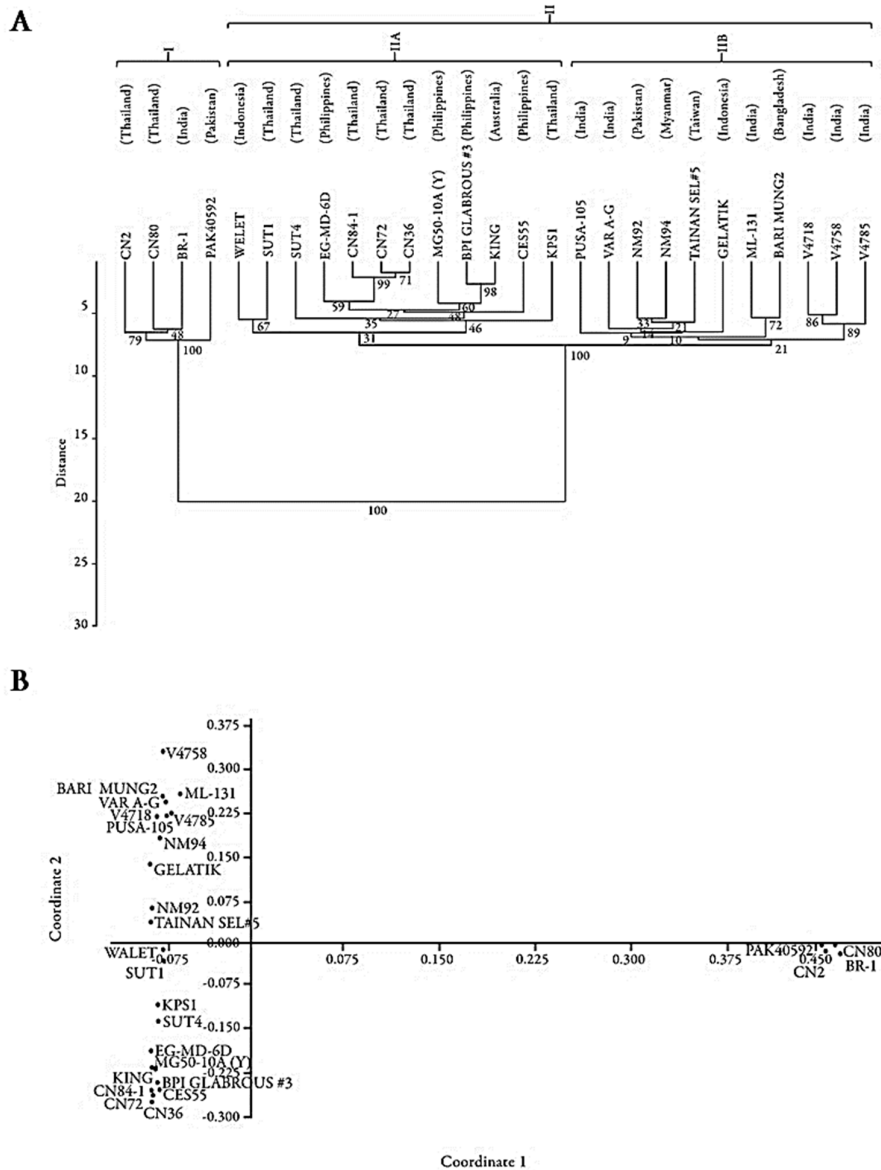 A
II
I
IIA
IIB
(Thailand)
(Thailand)
(India)
(Pakistan)
(Indonesia)
(Thailand)
(Thailand)
(Philippines)
(Thailand)
(Thailand)
(Thailand)
(Philippines)
(Philippines)
(Australia)
(Philippines)
(Thailand)
(India)
(India)
(Pakistan)
(Myanmar)
(Taiwan)
(Indonesia)
(India)
(Bangladesh)
(India)
(India)
(India)
CN2
CN80
BR-1
PAK40592
WELET
SUT1
SUT4
EG-MD-6D
CN84-1
CN72
CN36
MG50-10A (Y)
BPI GLABROUS #3
KING
CES55
KPS1
PUSA-105
VAR A-G
NM92
NM94
TAINAN SEL#5
GELATIK
ML-131
BARI MUNG2
V4718
V4758
V4785
71
99
98
59
60
27
48
35
46
67
31
79
48
100
33
2
14
9
10
72
86
89
21
100
100
5
10
15
20
25
30
Distance
B
0.375
0.300
0.225
0.150
0.075
0.000
-0.075
-0.150
-0.225
-0.300
-0.075
0.075
0.150
0.225
0.300
0.375
0.450
V4758
BARI MUNG2
ML-131
VAR A-G
V4718
V4785
PUSA-105
NM94
GELATIK
NM92
TAINAN SEL#5
WALET
SUT1
KPS1
SUT4
EG-MD-6D
MG50-10A (Y)
KING
BPI GLABROUS #3
CN84-1
CES55
CN72
CN36
PAK40592
CN80
CN2
BR-1
Coordinate 2
Coordinate 1